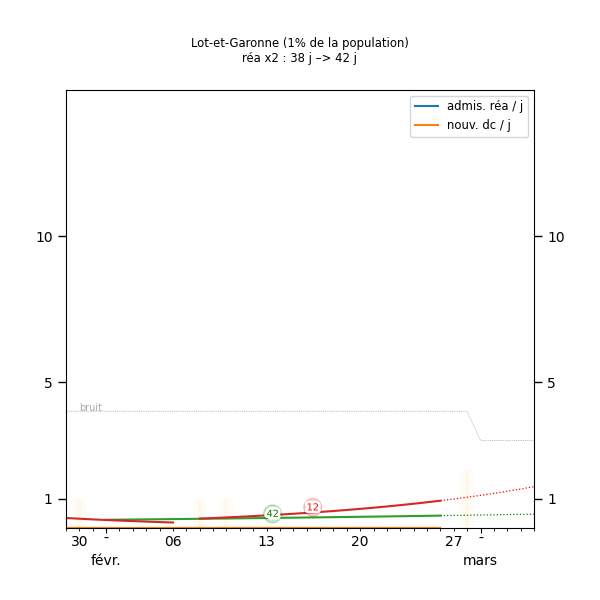 Lot-et-Garonne (1% de la population)
réa x2 : 38 j –> 42 j
admis. réa / j
nouv. dc / j
10 10
5 5
bruit
42 12
1 1
30 - 06 13 20 27 -
févr. mars